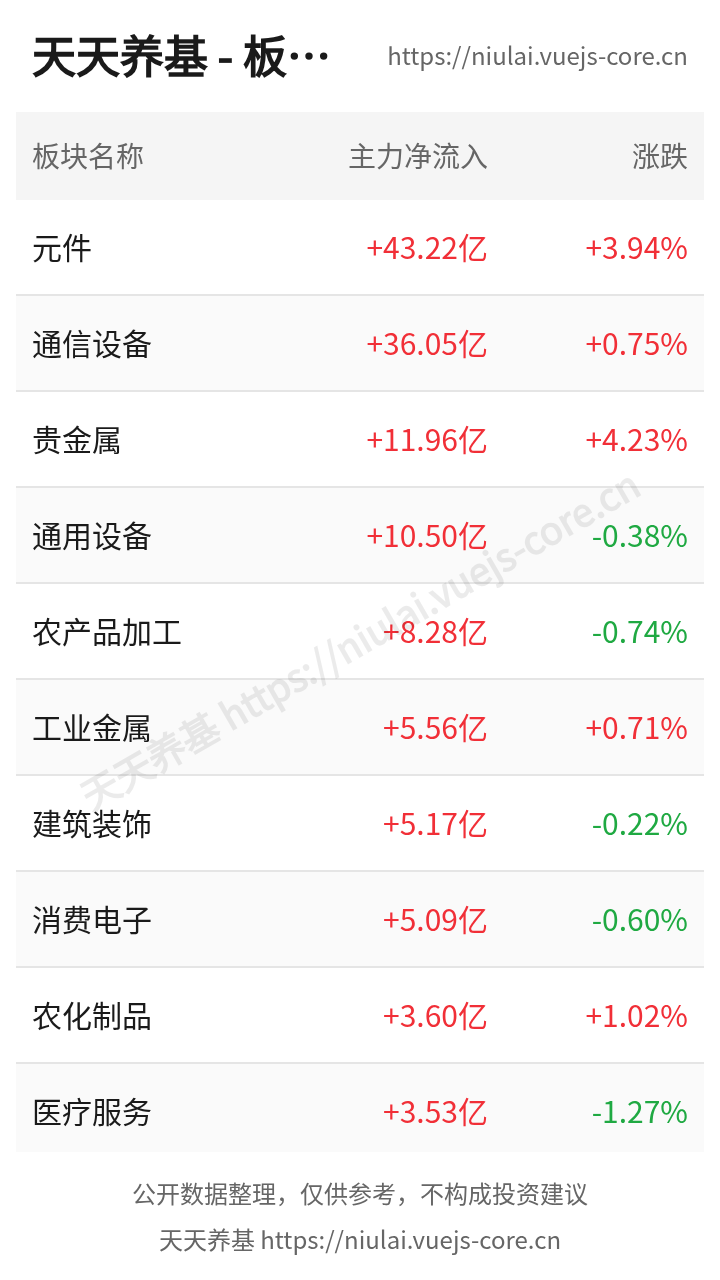 天天养基 - 板…
https://niulai.vuejs-core.cn
板块名称 主力净流入 涨跌
元件 +43.22亿 +3.94%
通信设备 +36.05亿 +0.75%
贵金属 +11.96亿 +4.23%
通用设备 +10.50亿 -0.38%
农产品加工 +8.28亿 -0.74%
工业金属 +5.56亿 +0.71%
建筑装饰 +5.17亿 -0.22%
消费电子 +5.09亿 -0.60%
农化制品 +3.60亿 +1.02%
医疗服务 +3.53亿 -1.27%
天天养基 https://niulai.vuejs-core.cn
公开数据整理，仅供参考，不构成投资建议
天天养基 https://niulai.vuejs-core.cn